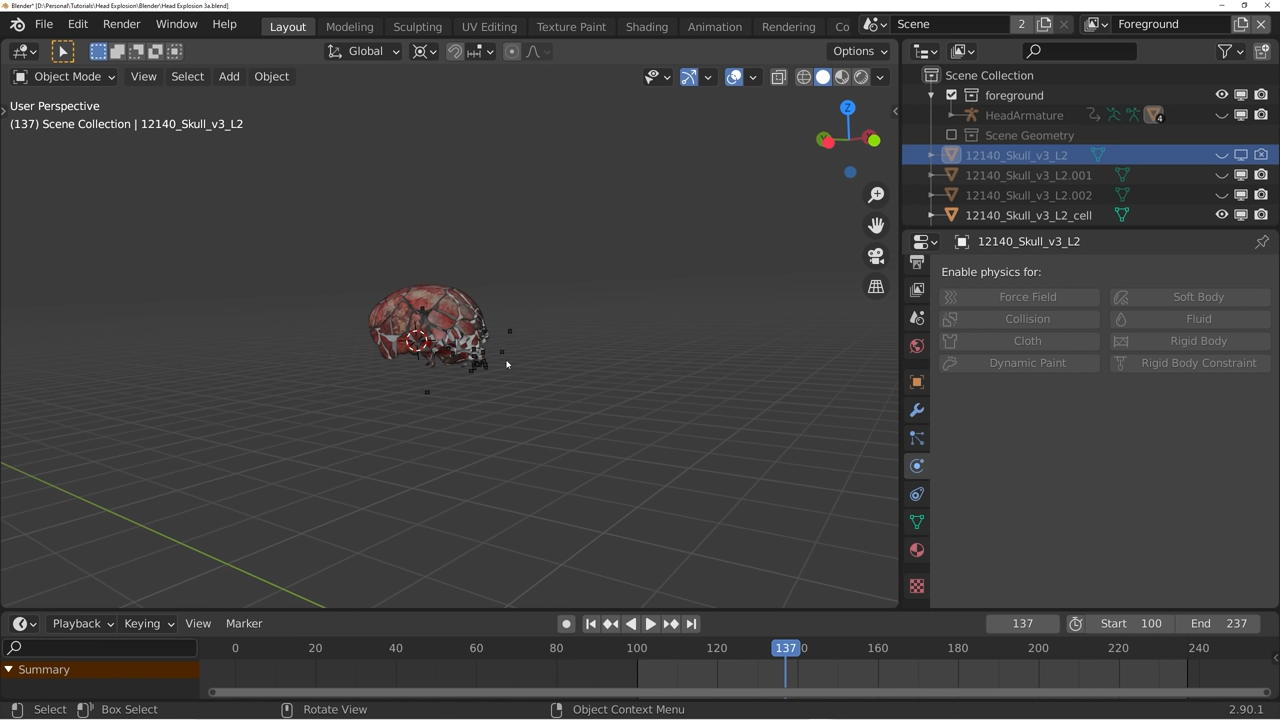 Blender* [D:\Personal\Tutorials\Head Explosion\Blender\Head Explosion 3a.blend]
File Edit Render Window Help
Layout Modeling Sculpting UV Editing Texture Paint Shading Animation Rendering Co
Scene 2
Foreground
Global
Options
Object Mode View Select Add Object
User Perspective
(137) Scene Collection | 12140_Skull_v3_L2
Z
Scene Collection
foreground
HeadArmature 4
Scene Geometry
12140_Skull_v3_L2
12140_Skull_v3_L2.001
12140_Skull_v3_L2.002
12140_Skull_v3_L2_cell
12140_Skull_v3_L2
Enable physics for:
Force Field Soft Body
Collision Fluid
Cloth Rigid Body
Dynamic Paint Rigid Body Constraint
Playback Keying View Marker
137 Start 100 End 237
0 20 40 60 80 100 120 137 0 160 180 200 220 240
Summary
Select Box Select Rotate View Object Context Menu 2.90.1